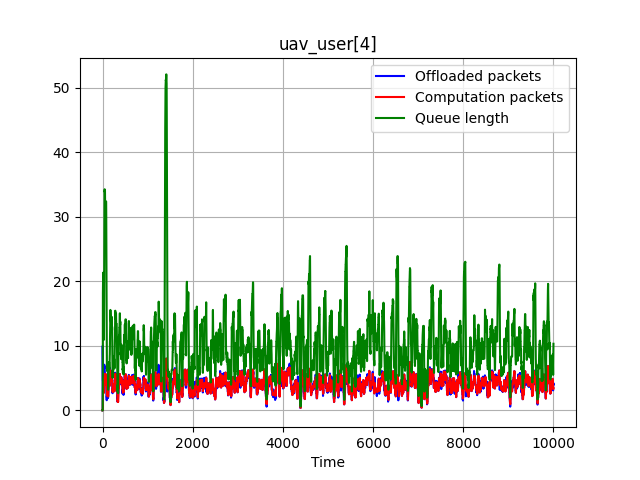 uav_user[4]
Offloaded packets
Computation packets
Queue length
50
40
30
20
10
0
0 2000 4000 6000 8000 10000
Time